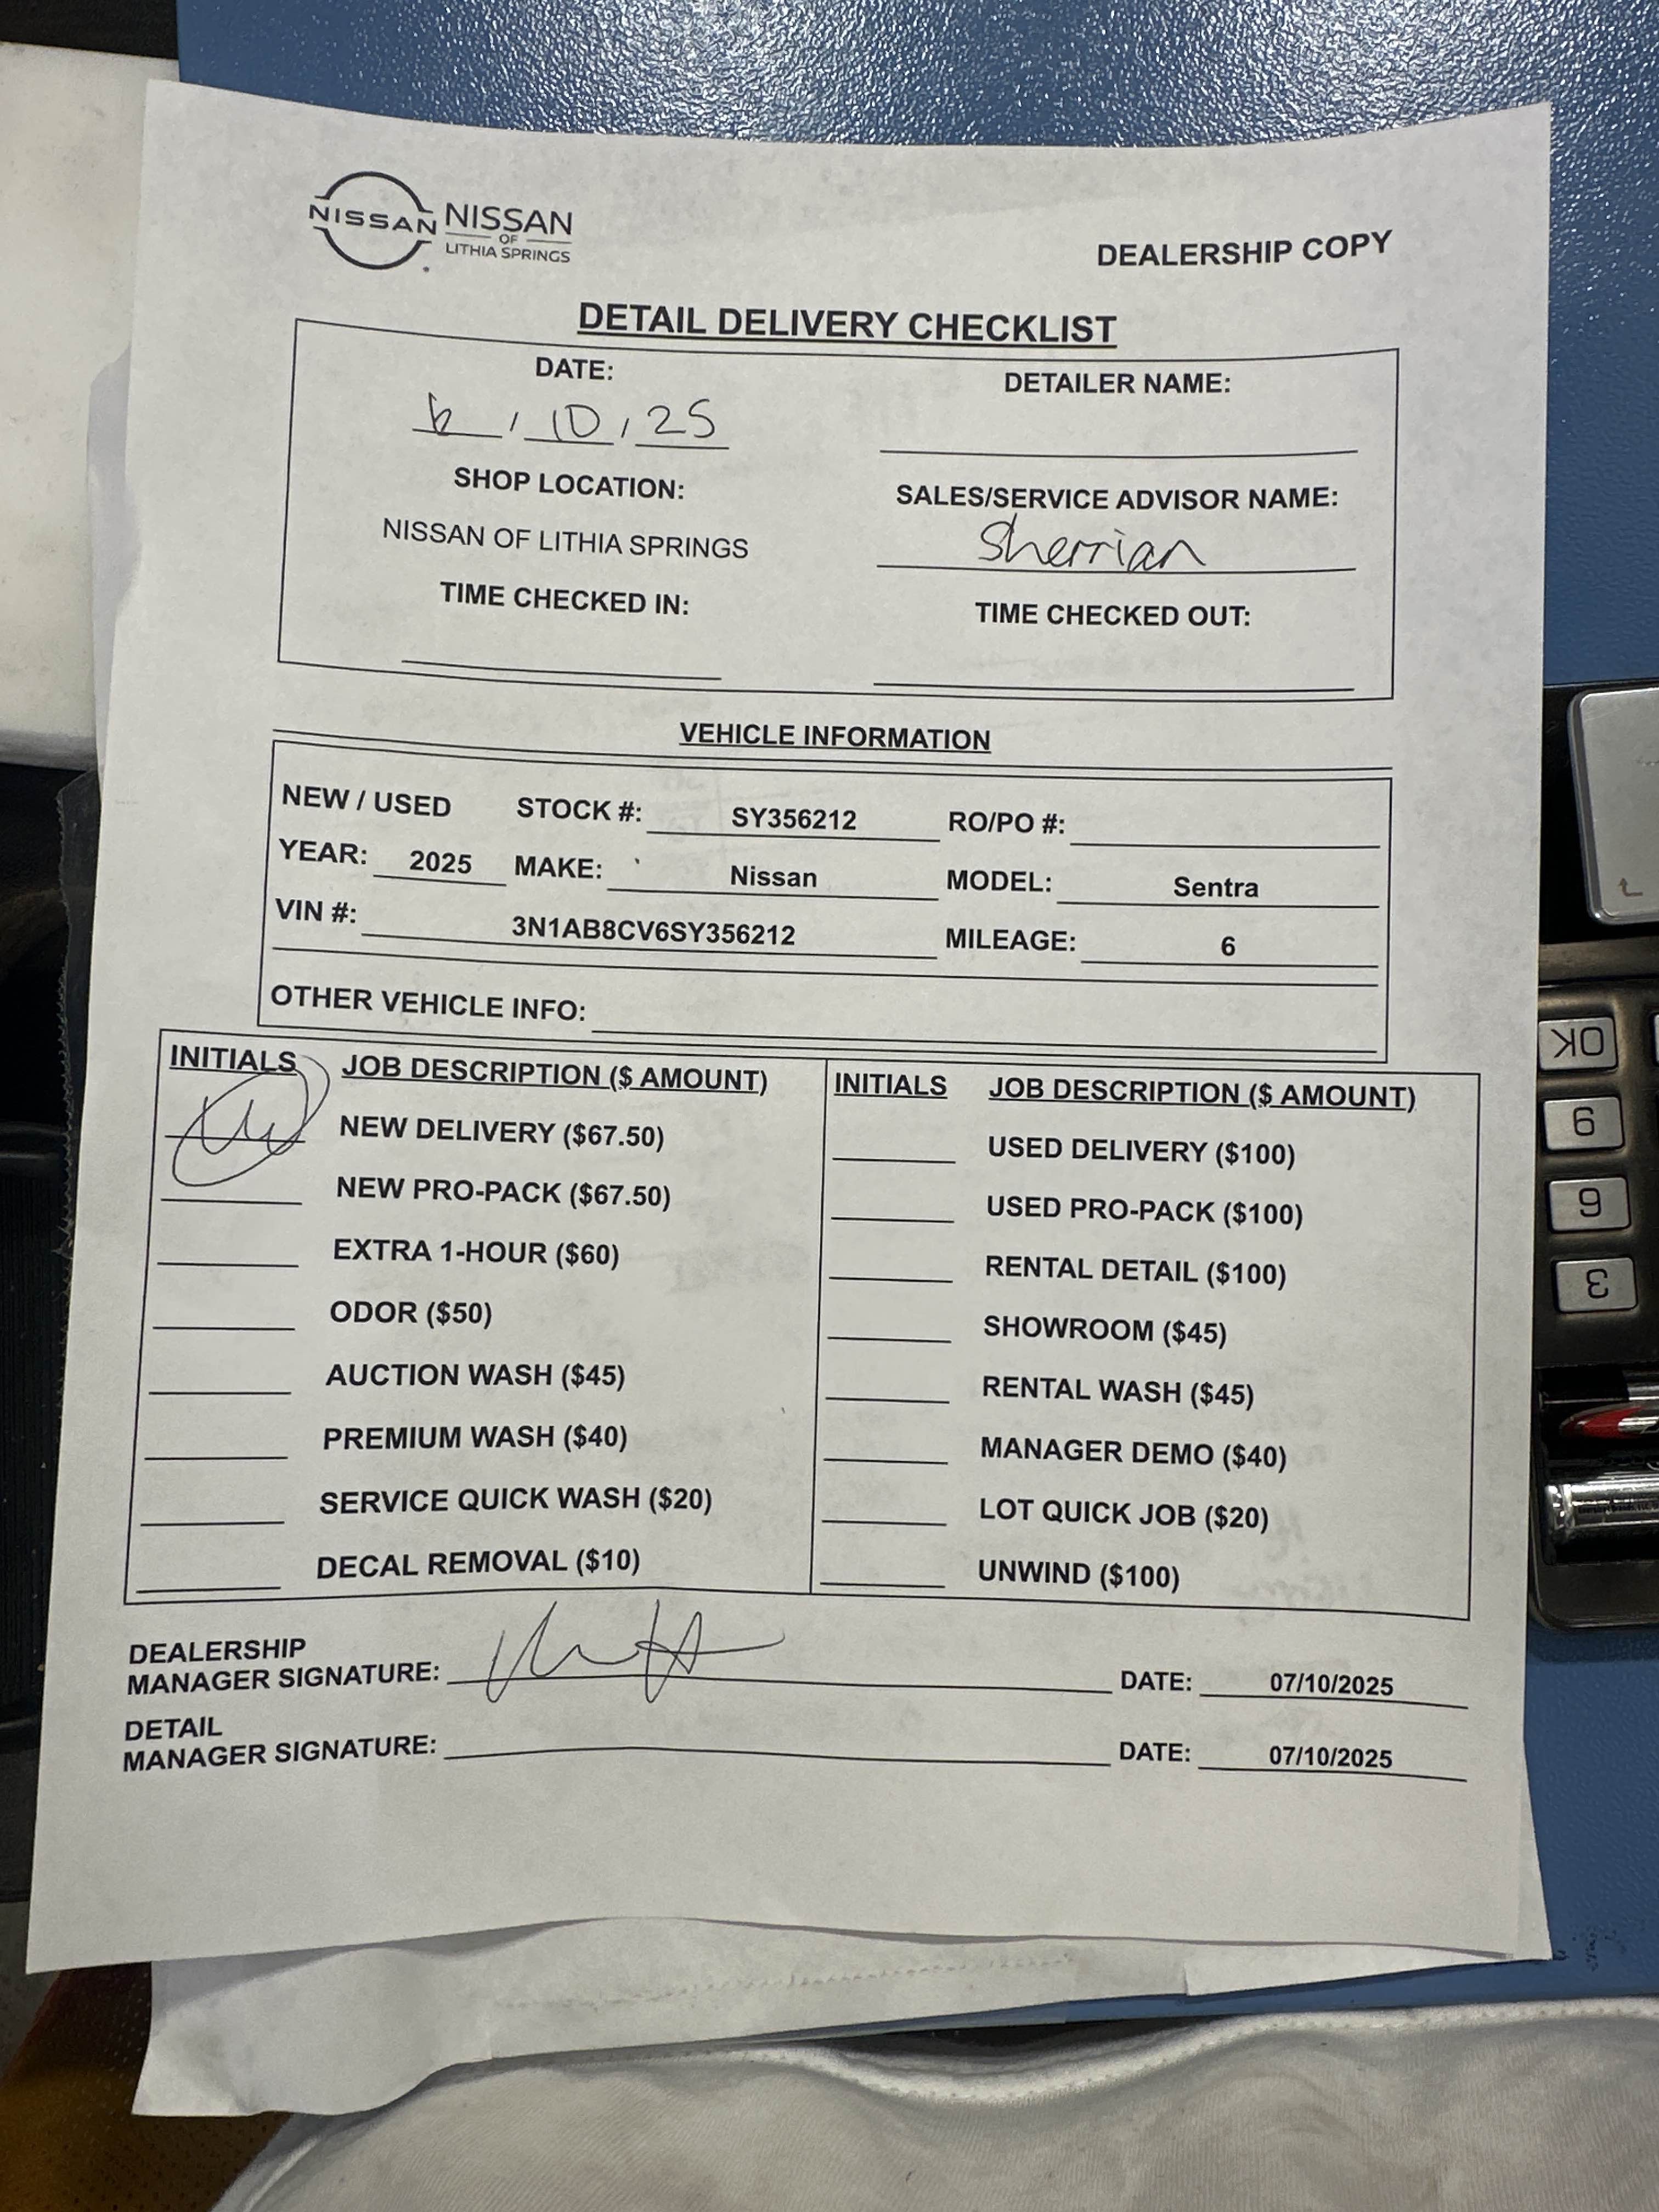 NISSAN NISSAN
OF
LITHIA SPRINGS
DEALERSHIP COPY
DETAIL DELIVERY CHECKLIST
DATE:
6 / 10 / 25
DETAILER NAME:
SHOP LOCATION:
NISSAN OF LITHIA SPRINGS
SALES/SERVICE ADVISOR NAME:
Sherrian
TIME CHECKED IN:
TIME CHECKED OUT:
VEHICLE INFORMATION
NEW / USED STOCK #: SY356212 RO/PO #:
YEAR: 2025 MAKE: Nissan MODEL: Sentra
VIN #: 3N1AB8CV6SY356212 MILEAGE: 6
OTHER VEHICLE INFO:
INITIALS JOB DESCRIPTION ($ AMOUNT)
NEW DELIVERY ($67.50)
NEW PRO-PACK ($67.50)
EXTRA 1-HOUR ($60)
ODOR ($50)
AUCTION WASH ($45)
PREMIUM WASH ($40)
SERVICE QUICK WASH ($20)
DECAL REMOVAL ($10)
INITIALS JOB DESCRIPTION ($ AMOUNT)
USED DELIVERY ($100)
USED PRO-PACK ($100)
RENTAL DETAIL ($100)
SHOWROOM ($45)
RENTAL WASH ($45)
MANAGER DEMO ($40)
LOT QUICK JOB ($20)
UNWIND ($100)
DEALERSHIP
MANAGER SIGNATURE: DATE: 07/10/2025
DETAIL
MANAGER SIGNATURE: DATE: 07/10/2025
OK
9
6
3